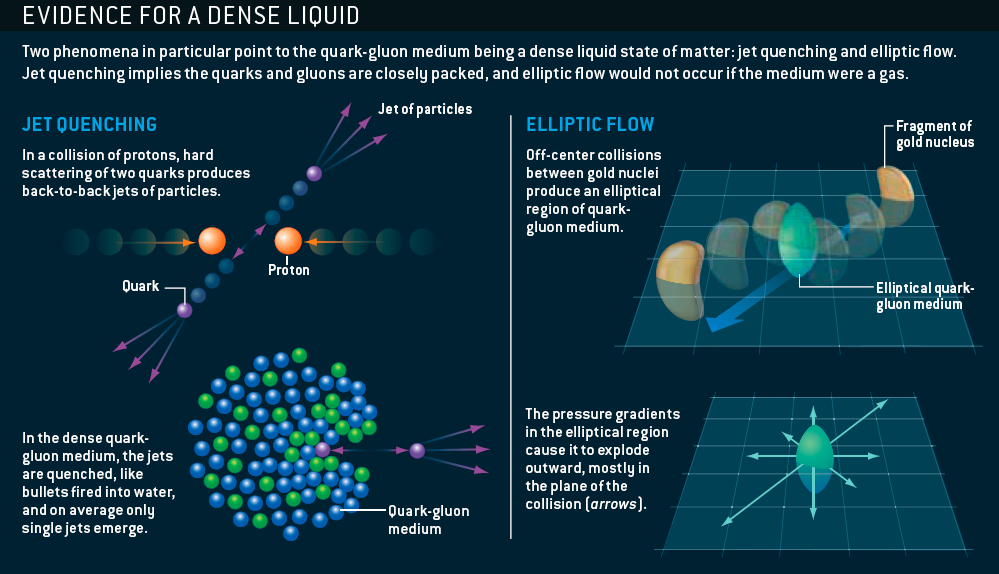 EVIDENCE FOR A DENSE LIQUID
Two phenomena in particular point to the quark-gluon medium being a dense liquid state of matter: jet quenching and elliptic flow.
Jet quenching implies the quarks and gluons are closely packed, and elliptic flow would not occur if the medium were a gas.
JET QUENCHING
In a collision of protons, hard
scattering of two quarks produces
back-to-back jets of particles.
Jet of particles
Proton
Quark
In the dense quark-
gluon medium, the jets
are quenched, like
bullets fired into water,
and on average only
single jets emerge.
Quark-gluon
medium
ELLIPTIC FLOW
Off-center collisions
between gold nuclei
produce an elliptical
region of quark-
gluon medium.
Fragment of
gold nucleus
Elliptical quark-
gluon medium
The pressure gradients
in the elliptical region
cause it to explode
outward, mostly in
the plane of the
collision (arrows).